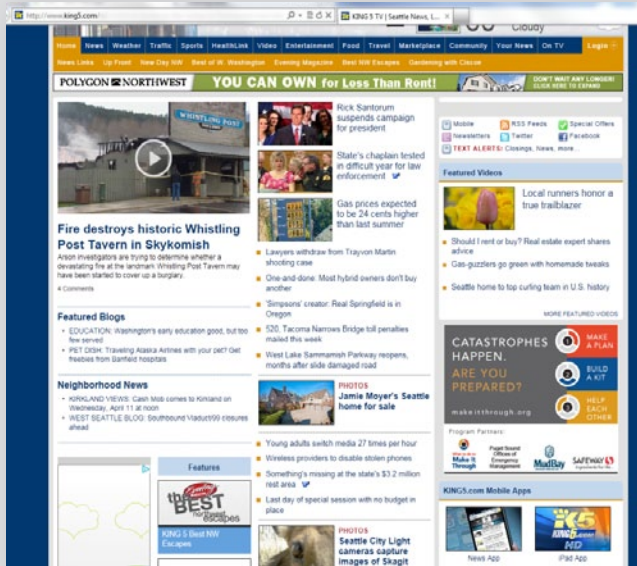 http://www.king5.com/
KING 5 TV | Seattle News, L...
Cloudy
Home News Weather Traffic Sports HealthLink Video Entertainment Food Travel Marketplace Community Your News On TV Login
News Links Up Front New Day NW Best of W. Washington Evening Magazine Best NW Escapes Gardening with Ciscoe
POLYGON NORTHWEST YOU CAN OWN for Less Than Rent! DON'T WAIT ANY LONGER!
CLICK HERE TO EXPAND
WHISTLING POST
Fire destroys historic Whistling
Post Tavern in Skykomish
Arson investigators are trying to determine whether a
devastating fire at the landmark Whistling Post Tavern may
have been started to cover up a burglary.
4 Comments
Featured Blogs
EDUCATION: Washington's early education good, but too
few served
PET DISH: Traveling Alaska Airlines with your pet? Get
freebies from Banfield hospitals
Neighborhood News
KIRKLAND VIEWS: Cash Mob comes to Kirkland on
Wednesday, April 11 at noon
WEST SEATTLE BLOG: Southbound Viaduct/99 closures
ahead
Features
the BEST
northwest
escapes
KING 5 Best NW
Escapes
Rick Santorum
suspends campaign
for president
State's chaplain tested
in difficult year for law
enforcement
Gas prices expected
to be 24 cents higher
than last summer
Lawyers withdraw from Trayvon Martin
shooting case
One-and-done: Most hybrid owners don't buy
another
'Simpsons' creator: Real Springfield is in
Oregon
520, Tacoma Narrows Bridge toll penalties
mailed this week
West Lake Sammamish Parkway reopens,
months after slide damaged road
PHOTOS
Jamie Moyer's Seattle
home for sale
Young adults switch media 27 times per hour
Wireless providers to disable stolen phones
Something's missing at the state's $3.2 million
rest area
Last day of special session with no budget in
place
PHOTOS
Seattle City Light
cameras capture
images of Skagit
Mobile RSS Feeds Special Offers
Newsletters Twitter Facebook
TEXT ALERTS: Closings, News, more...
Featured Videos
Local runners honor a
true trailblazer
Should I rent or buy? Real estate expert shares
advice
Gas-guzzlers go green with homemade tweaks
Seattle home to top curling team in U.S. history
MORE FEATURED VIDEOS
CATASTROPHES
HAPPEN.
ARE YOU
PREPARED?
makeitthrough.org
1 MAKE
A PLAN
2 BUILD
A KIT
3 HELP
EACH
OTHER
Program Partners:
Make It
Through
Puget Sound
Offices of
Emergency
Management
MudBay
SAFEWAY
KING5.com Mobile Apps
News App
KING5.com
HD
iPad App